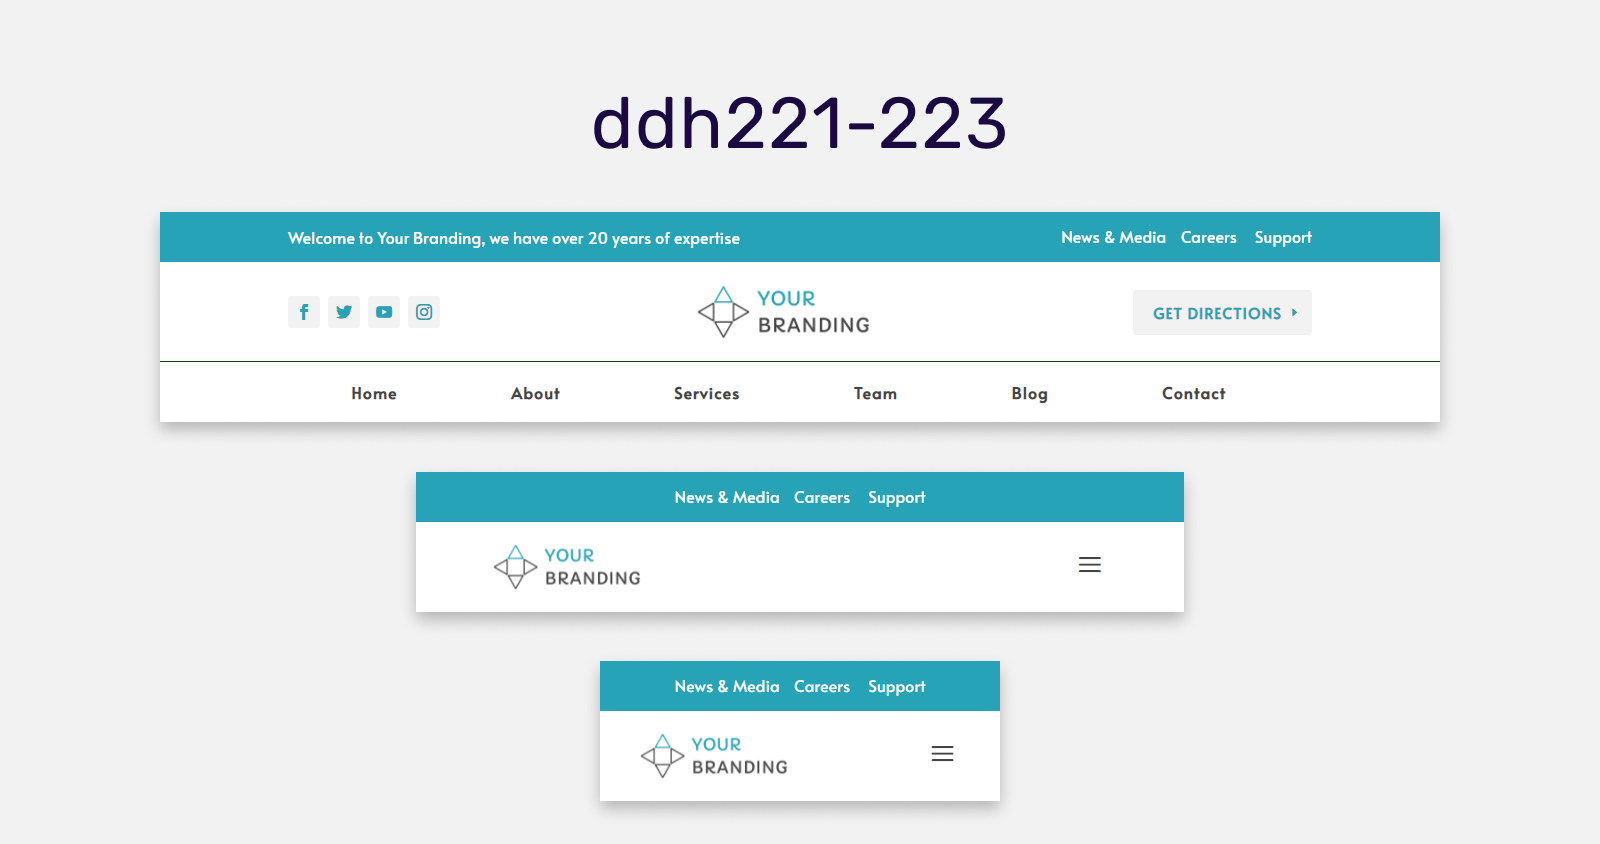 ddh221-223
Welcome to Your Branding, we have over 20 years of expertise
News & Media Careers Support
YOUR
BRANDING
GET DIRECTIONS
Home About Services Team Blog Contact
News & Media Careers Support
YOUR
BRANDING
News & Media Careers Support
YOUR
BRANDING